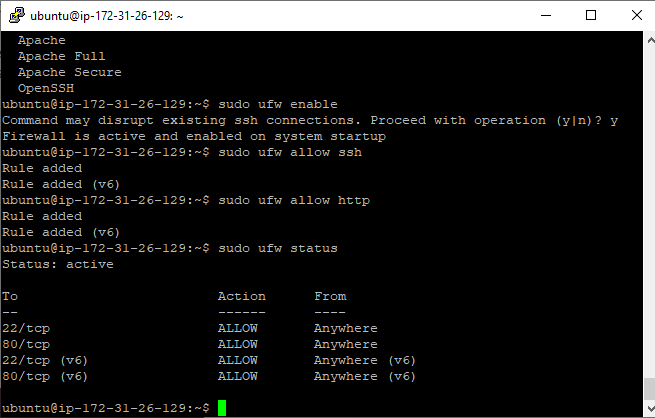 ubuntu@ip-172-31-26-129: ~
Apache
Apache Full
Apache Secure
OpenSSH
ubuntu@ip-172-31-26-129:~$ sudo ufw enable
Command may disrupt existing ssh connections. Proceed with operation (y|n)? y
Firewall is active and enabled on system startup
ubuntu@ip-172-31-26-129:~$ sudo ufw allow ssh
Rule added
Rule added (v6)
ubuntu@ip-172-31-26-129:~$ sudo ufw allow http
Rule added
Rule added (v6)
ubuntu@ip-172-31-26-129:~$ sudo ufw status
Status: active
To                         Action      From
--                         ------      ----
22/tcp                     ALLOW       Anywhere
80/tcp                     ALLOW       Anywhere
22/tcp (v6)                ALLOW       Anywhere (v6)
80/tcp (v6)                ALLOW       Anywhere (v6)
ubuntu@ip-172-31-26-129:~$